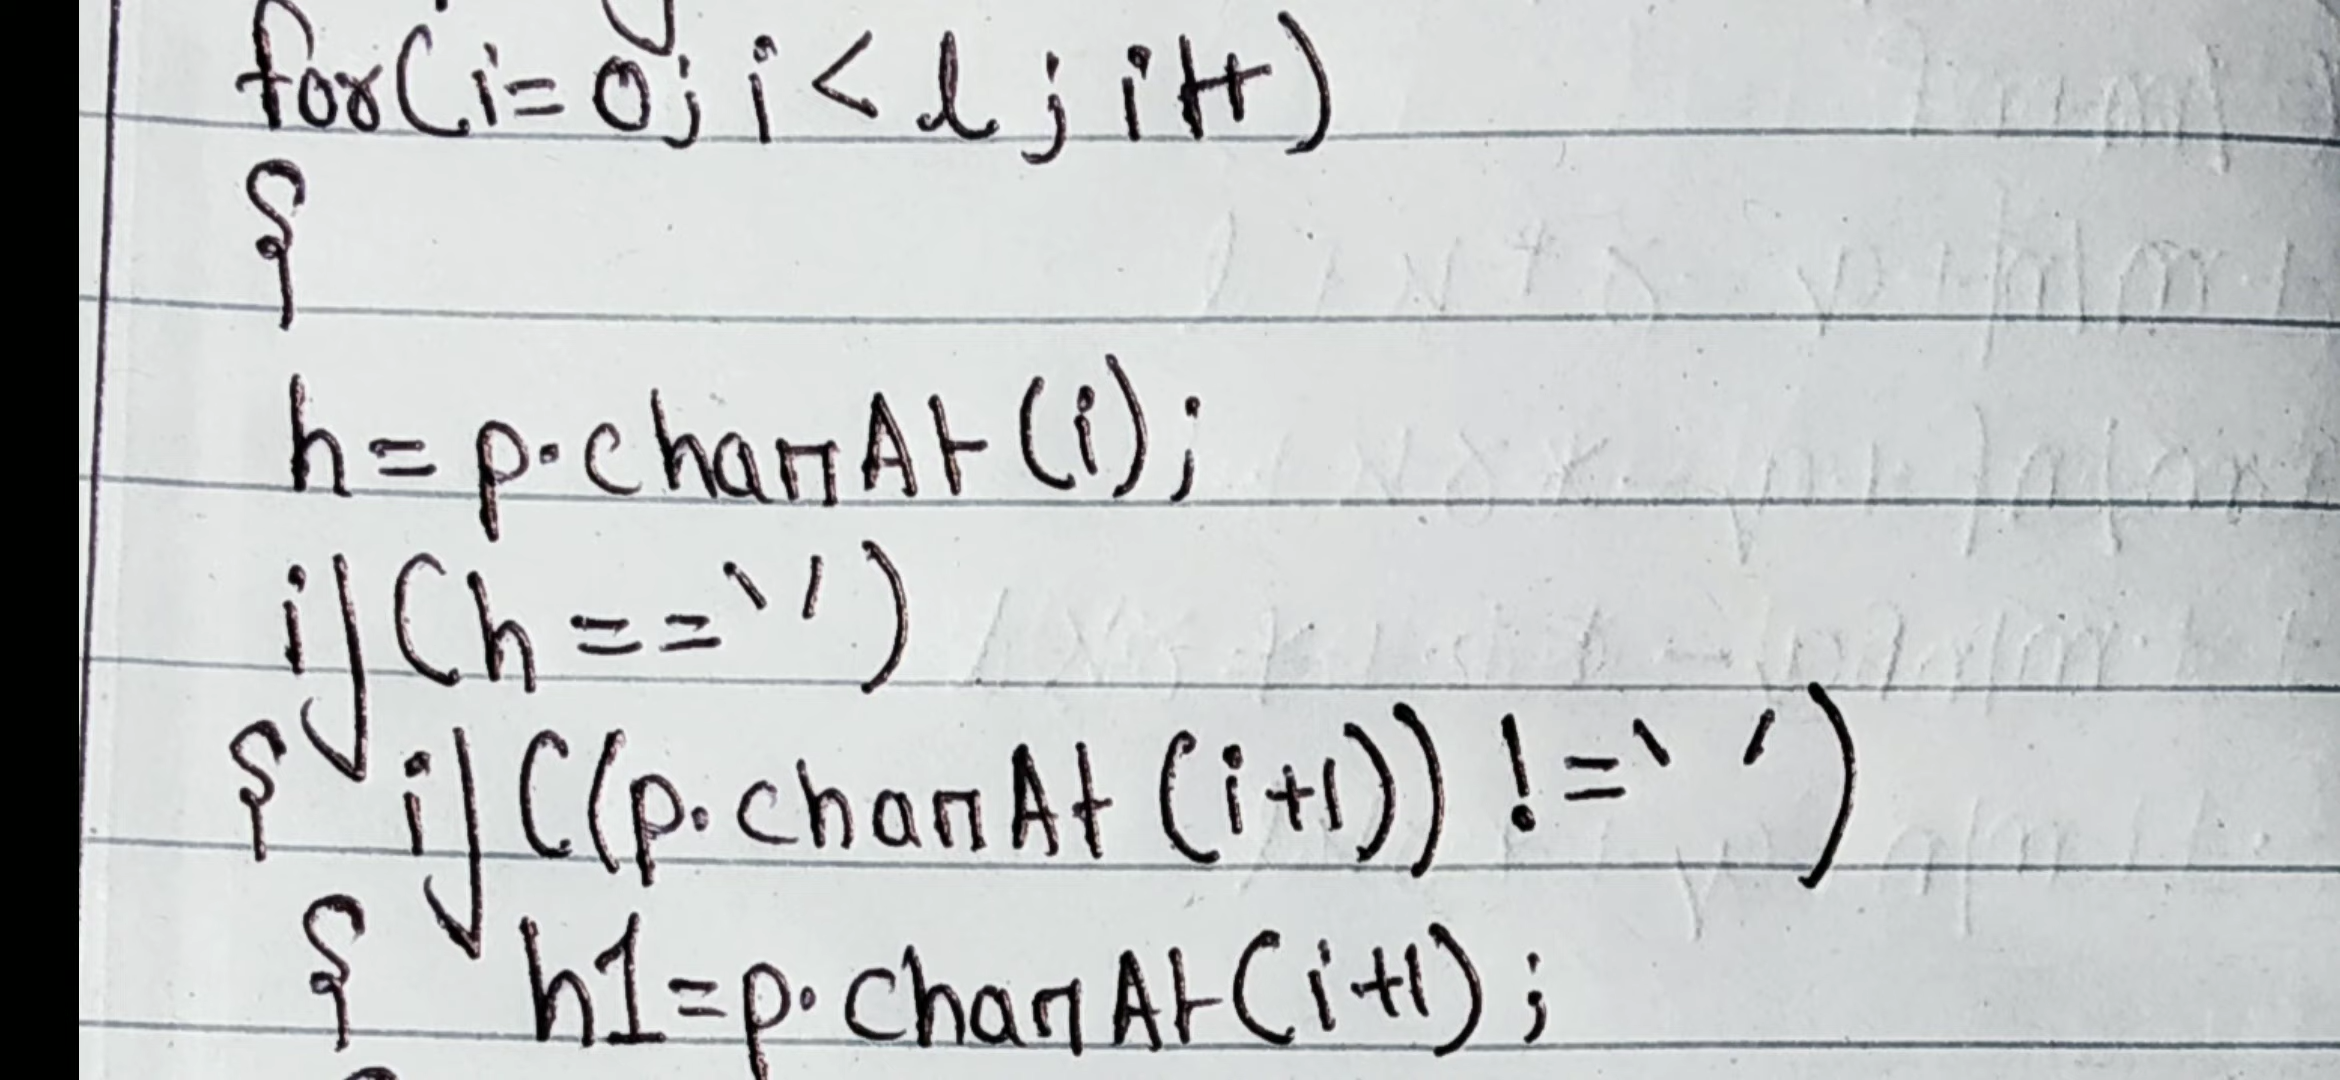 for(i=0; i<l; i++)
{
h=p.charAt(i);
if(h==' ')
{ if((p.charAt(i+1))!=' ')
{ h1=p.charAt(i+1);